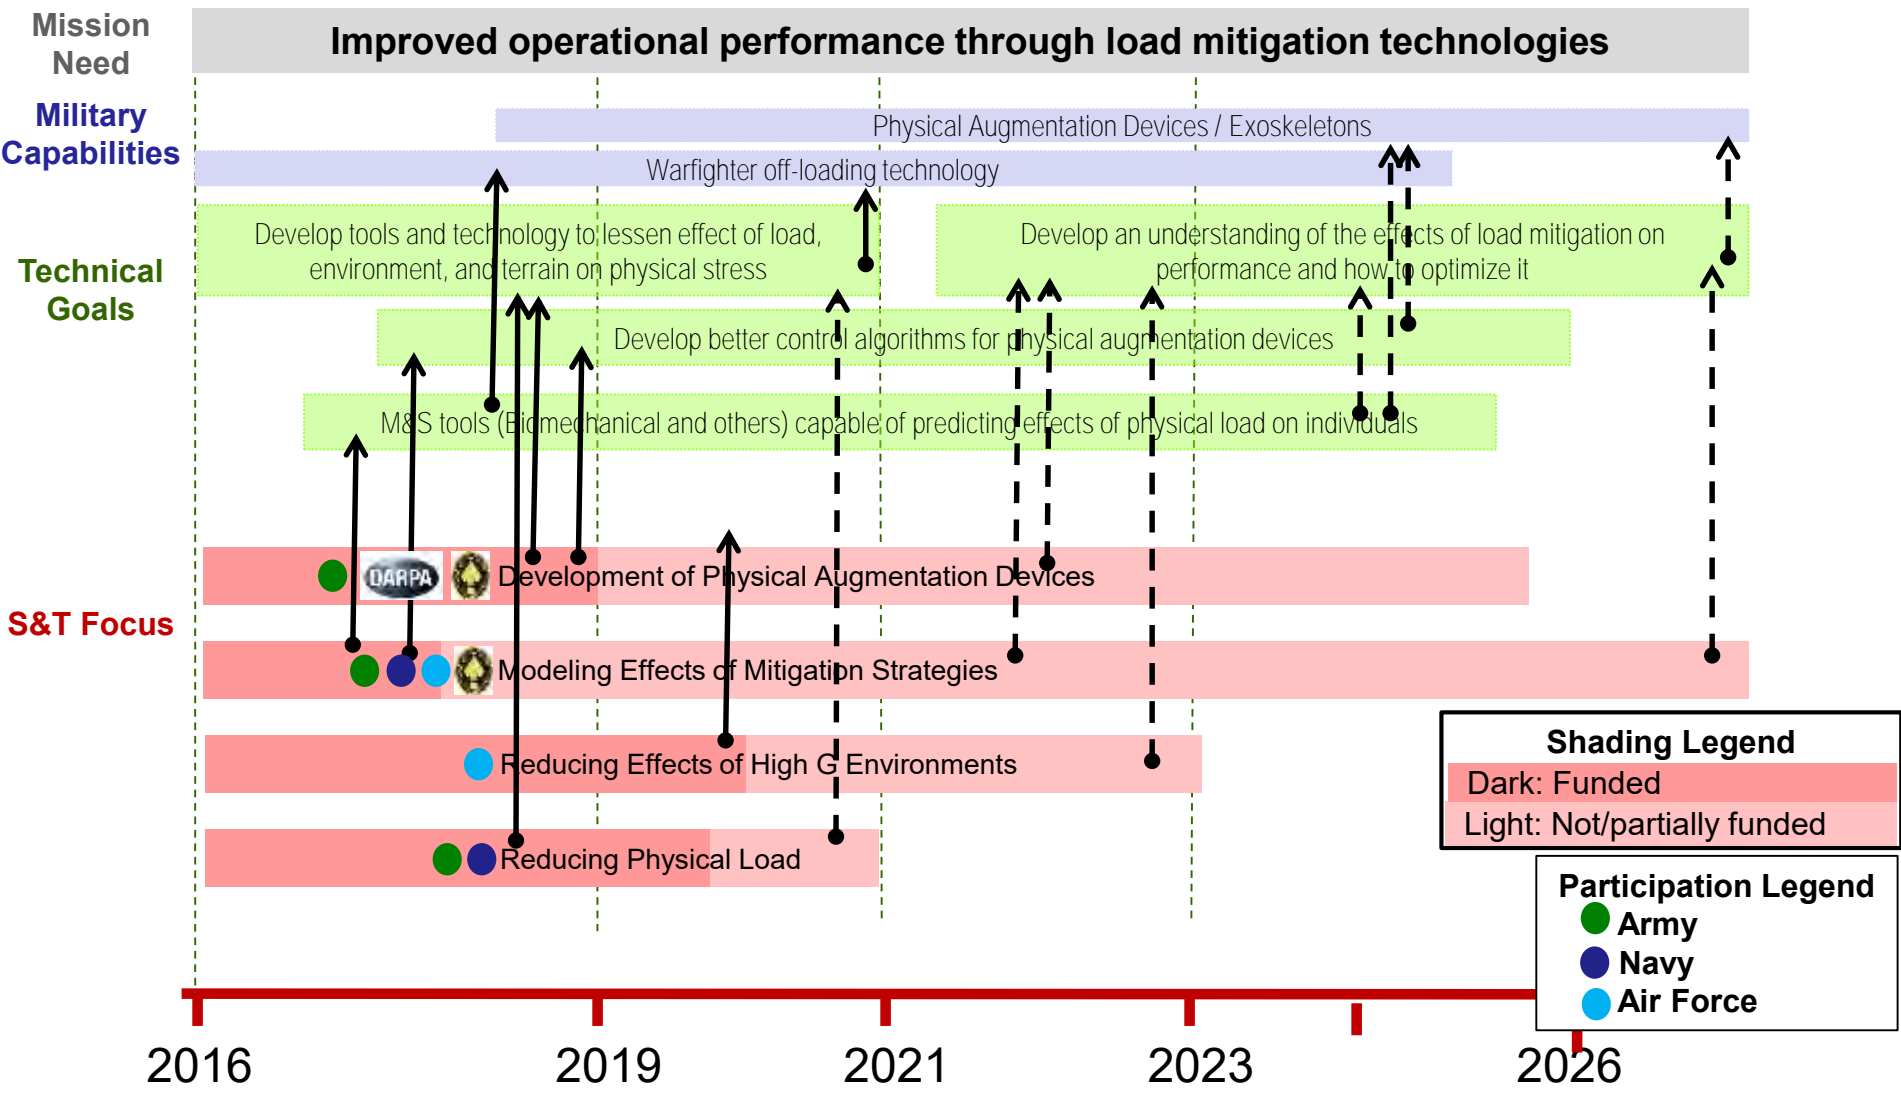 Mission
Need
Improved operational performance through load mitigation technologies
Military
Capabilities
Physical Augmentation Devices / Exoskeletons
Warfighter off-loading technology
Technical
Goals
Develop tools and technology to lessen effect of load,
environment, and terrain on physical stress
Develop an understanding of the effects of load mitigation on
performance and how to optimize it
Develop better control algorithms for physical augmentation devices
M&S tools (Biomechanical and others) capable of predicting effects of physical load on individuals
S&T Focus
DARPA
Development of Physical Augmentation Devices
Modeling Effects of Mitigation Strategies
Reducing Effects of High G Environments
Reducing Physical Load
Shading Legend
Dark: Funded
Light: Not/partially funded
Participation Legend
Army
Navy
Air Force
2016
2019
2021
2023
2026